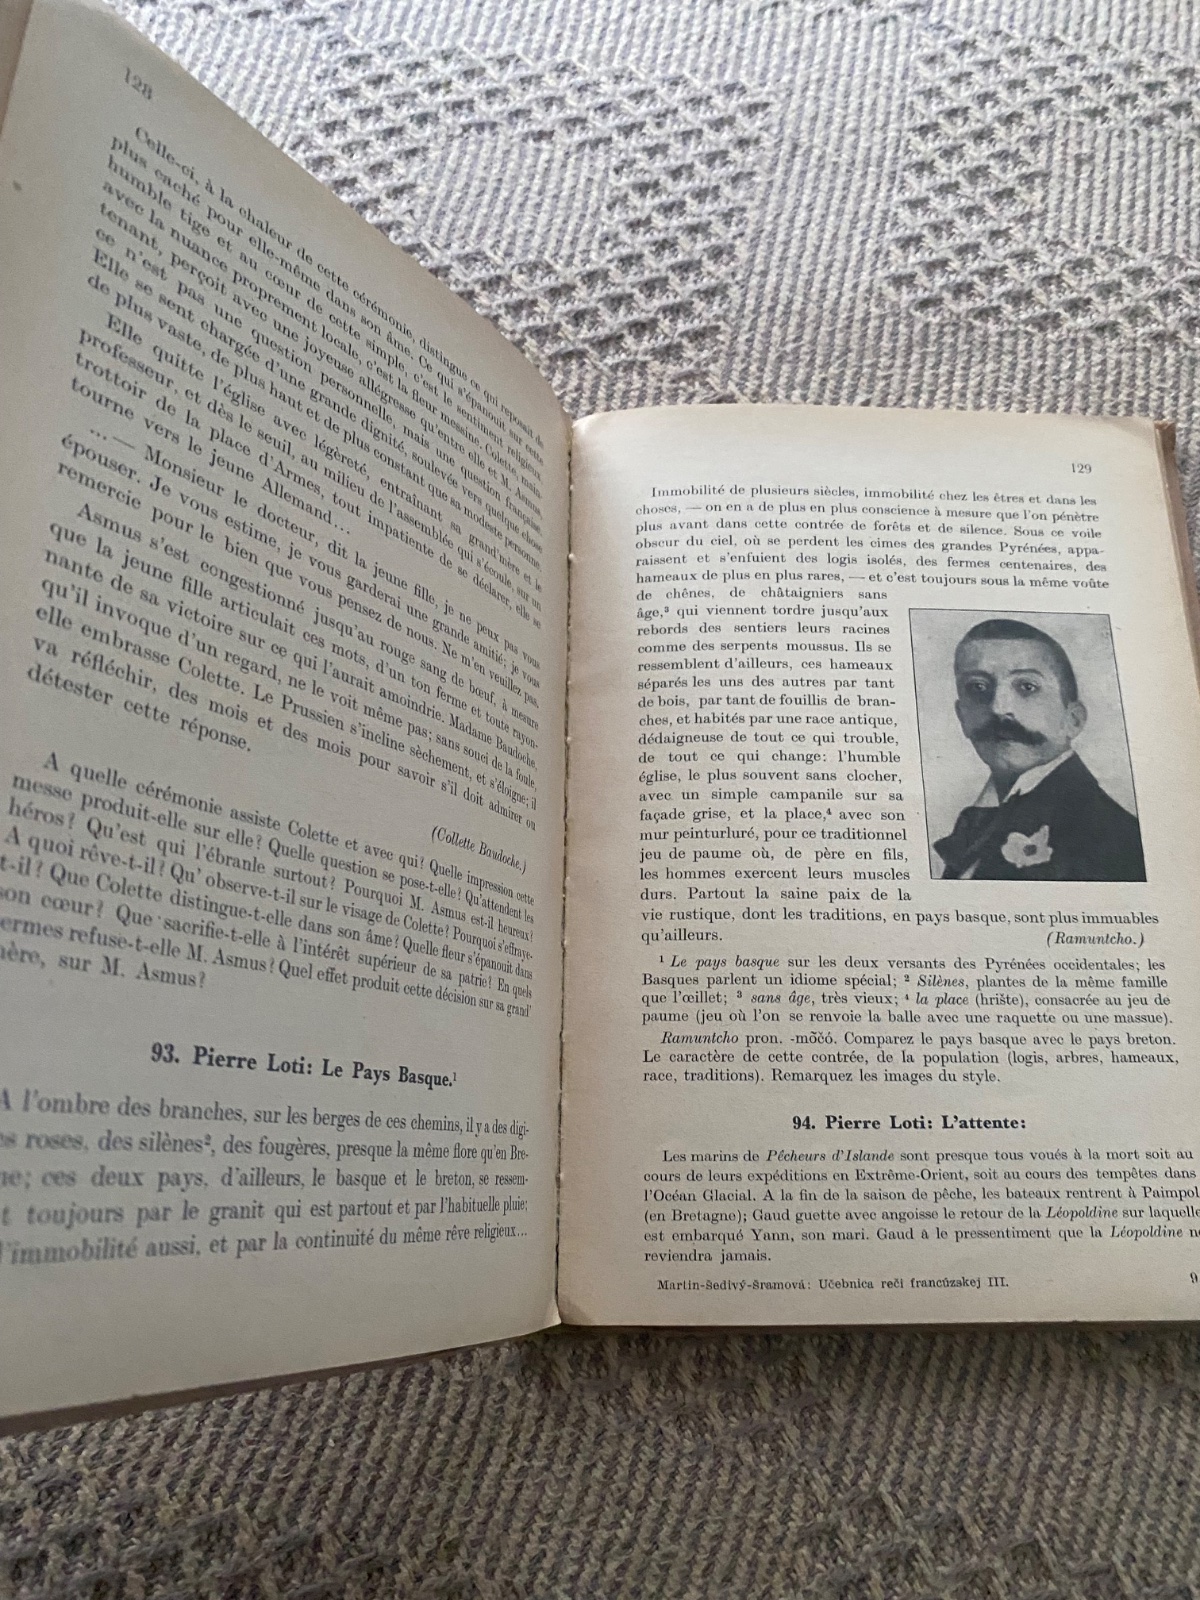 128
Celle-ci, à la chaleur de cette cérémonie, distingue ce qui reposait de
plus caché pour elle-même dans son âme. Ce qui s'épanouit sur cette
humble tige et au cœur de cette simple, c'est le sentiment religieux
avec la nuance proprement locale, c'est la fleur messine. Colette, main-
tenant, perçoit avec une joyeuse allégresse qu'entre elle et M. Asmus,
ce n'est pas une question personnelle, mais une question française.
Elle se sent chargée d'une grande dignité, soulevée vers quelque chose
de plus vaste, de plus haut et de plus constant que sa modeste personne.
Elle quitte l'église avec légèreté, entraînant sa grand'mère et le
professeur, et dès le seuil, au milieu de l'assemblée qui s'écoule, sur un
trottoir de la place d'Armes, tout impatiente de se déclarer, elle se
tourne vers le jeune Allemand...
... — Monsieur le docteur, dit la jeune fille, je ne peux pas vous
épouser. Je vous estime, je vous garderai une grande amitié; je vous
remercie pour le bien que vous pensez de nous. Ne m'en veuillez pas.
Asmus s'est congestionné jusqu'au rouge sang de bœuf, à mesure
que la jeune fille articulait ces mots, d'un ton ferme et toute rayon-
nante de sa victoire sur ce qui l'aurait amoindrie. Madame Baudoche,
qu'il invoque d'un regard, ne le voit même pas; sans souci de la foule,
elle embrasse Colette. Le Prussien s'incline sèchement, et s'éloigne; il
va réfléchir, des mois et des mois pour savoir s'il doit admirer ou
détester cette réponse.
(Collette Baudoche.)
A quelle cérémonie assiste Colette et avec qui? Quelle impression cette
messe produit-elle sur elle? Quelle question se pose-t-elle? Qu'attendent les
héros? Qu'est qui l'ébranle surtout? Pourquoi M. Asmus est-il heureux?
A quoi rêve-t-il? Qu' observe-t-il sur le visage de Colette? Pourquoi s'effraye-
t-il? Que Colette distingue-t-elle dans son âme? Quelle fleur s'épanouit dans
son cœur? Que sacrifie-t-elle à l'intérêt supérieur de sa patrie? En quels
ermes refuse-t-elle M. Asmus? Quel effet produit cette décision sur sa grand'
mère, sur M. Asmus?
93. Pierre Loti: Le Pays Basque.¹
A l'ombre des branches, sur les berges de ces chemins, il y a des digi-
es roses, des silènes², des fougères, presque la même flore qu'en Bre-
ne; ces deux pays, d'ailleurs, le basque et le breton, se ressem-
t toujours par le granit qui est partout et par l'habituelle pluie;
l'immobilité aussi, et par la continuité du même rêve religieux...
129
Immobilité de plusieurs siècles, immobilité chez les êtres et dans les
choses, — on en a de plus en plus conscience à mesure que l'on pénètre
plus avant dans cette contrée de forêts et de silence. Sous ce voile
obscur du ciel, où se perdent les cimes des grandes Pyrénées, appa-
raissent et s'enfuient des logis isolés, des fermes centenaires, des
hameaux de plus en plus rares, — et c'est toujours sous la même voûte
de chênes, de châtaigniers sans
âge,³ qui viennent tordre jusqu'aux
rebords des sentiers leurs racines
comme des serpents moussus. Ils se
ressemblent d'ailleurs, ces hameaux
séparés les uns des autres par tant
de bois, par tant de fouillis de bran-
ches, et habités par une race antique,
dédaigneuse de tout ce qui trouble,
de tout ce qui change: l'humble
église, le plus souvent sans clocher,
avec un simple campanile sur sa
façade grise, et la place,⁴ avec son
mur peinturluré, pour ce traditionnel
jeu de paume où, de père en fils,
les hommes exercent leurs muscles
durs. Partout la saine paix de la
vie rustique, dont les traditions, en pays basque, sont plus immuables
qu'ailleurs. (Ramuntcho.)
¹ Le pays basque sur les deux versants des Pyrénées occidentales; les
Basques parlent un idiome spécial; ² Silènes, plantes de la même famille
que l'œillet; ³ sans âge, très vieux; ⁴ la place (hrište), consacrée au jeu de
paume (jeu où l'on se renvoie la balle avec une raquette ou une massue).
Ramuntcho pron. -mõčó. Comparez le pays basque avec le pays breton.
Le caractère de cette contrée, de la population (logis, arbres, hameaux,
race, traditions). Remarquez les images du style.
94. Pierre Loti: L'attente:
Les marins de Pêcheurs d'Islande sont presque tous voués à la mort soit au
cours de leurs expéditions en Extrême-Orient, soit au cours des tempêtes dans
l'Océan Glacial. A la fin de la saison de pêche, les bateaux rentrent à Paimpol
(en Bretagne); Gaud guette avec angoisse le retour de la Léopoldine sur laquelle
est embarqué Yann, son mari. Gaud à le pressentiment que la Léopoldine ne
reviendra jamais.
Martin-Šedivý-Šramová: Učebnica reči francúzskej III. 9